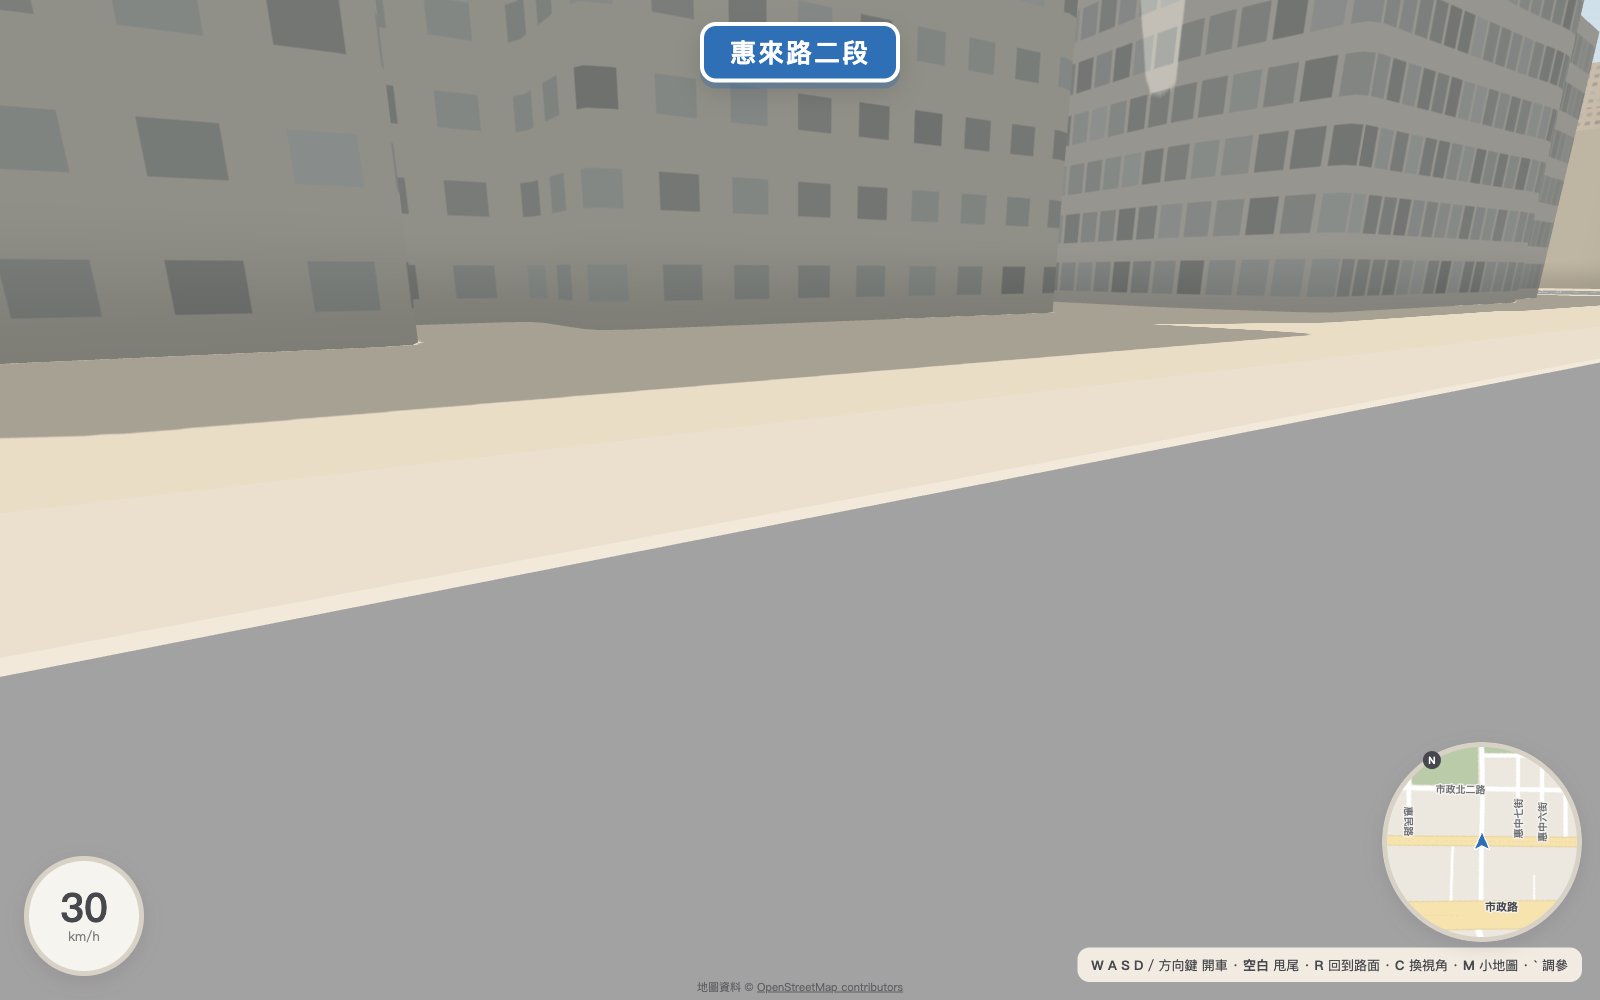 惠來路二段
N
市政北二路
惠中七街
惠中六街
市政路
30
km/h
W A S D / 方向鍵 開車 · 空白 甩尾 · R 回到路面 · C 換視角 · M 小地圖 · ` 調參
地圖資料 © OpenStreetMap contributors